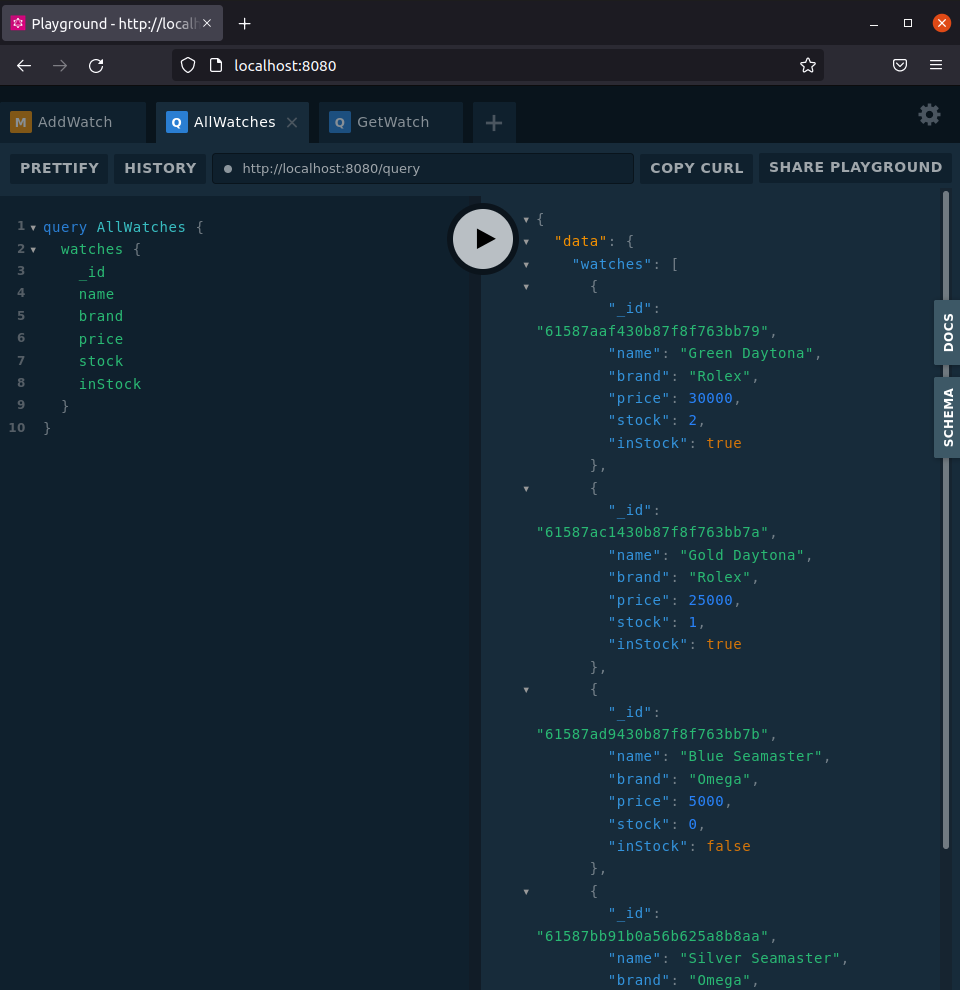 Playground - http://local
localhost:8080
M AddWatch
Q AllWatches
Q GetWatch
PRETTIFY
HISTORY
http://localhost:8080/query
COPY CURL
SHARE PLAYGROUND
1 query AllWatches {
2 watches {
3 _id
4 name
5 brand
6 price
7 stock
8 inStock
9 }
10 }
{
"data": {
"watches": [
{
"_id":
"61587aaf430b87f8f763bb79",
"name": "Green Daytona",
"brand": "Rolex",
"price": 30000,
"stock": 2,
"inStock": true
},
{
"_id":
"61587ac1430b87f8f763bb7a",
"name": "Gold Daytona",
"brand": "Rolex",
"price": 25000,
"stock": 1,
"inStock": true
},
{
"_id":
"61587ad9430b87f8f763bb7b",
"name": "Blue Seamaster",
"brand": "Omega",
"price": 5000,
"stock": 0,
"inStock": false
},
{
"_id":
"61587bb91b0a56b625a8b8aa",
"name": "Silver Seamaster",
"brand": "Omega",
DOCS
SCHEMA